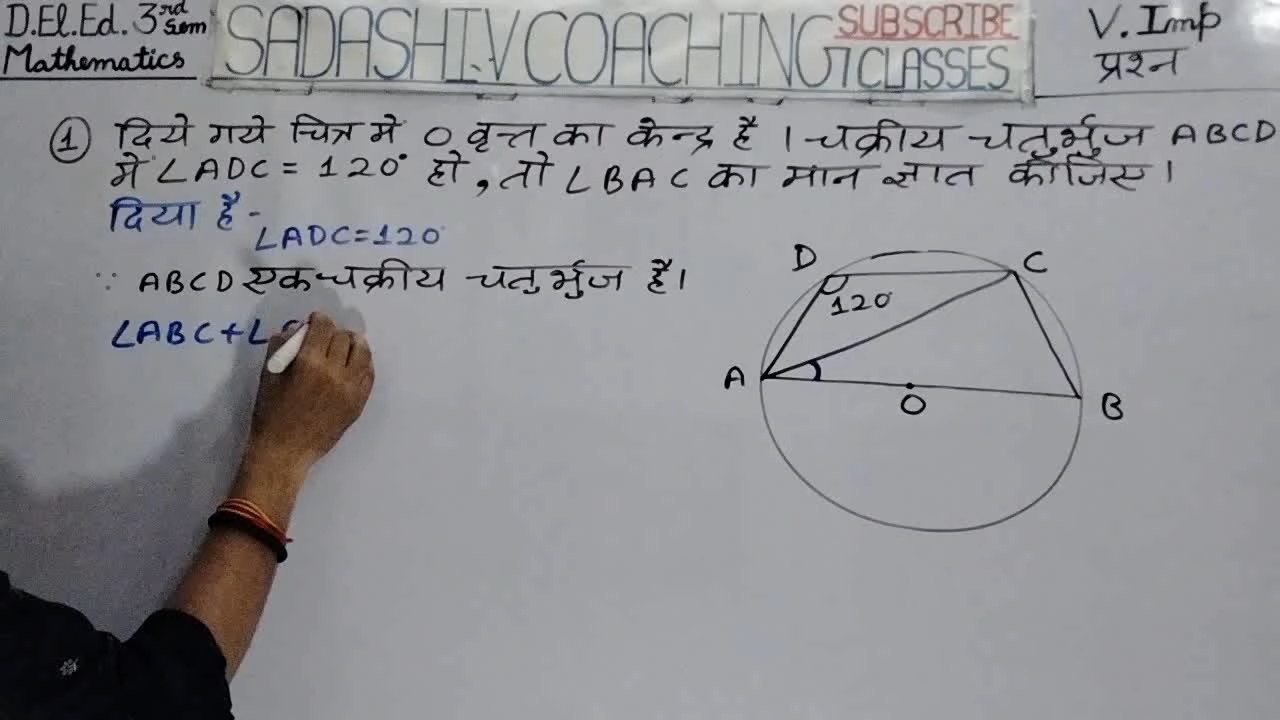 D.El.Ed. 3rd Sem
Mathematics
SADASHIV COACHING CLASSES
SUBSCRIBE
V. Imp
प्रश्न
① दिये गये चित्र में O वृत्त का केन्द्र है । चक्रीय चतुर्भुज ABCD
में ∠ADC = 120° हो , तो ∠BAC का मान ज्ञात कीजिए ।
दिया है -
∠ADC = 120°
∵ ABCD एक चक्रीय चतुर्भुज है।
∠ABC + ∠
D
C
120
A
O
B